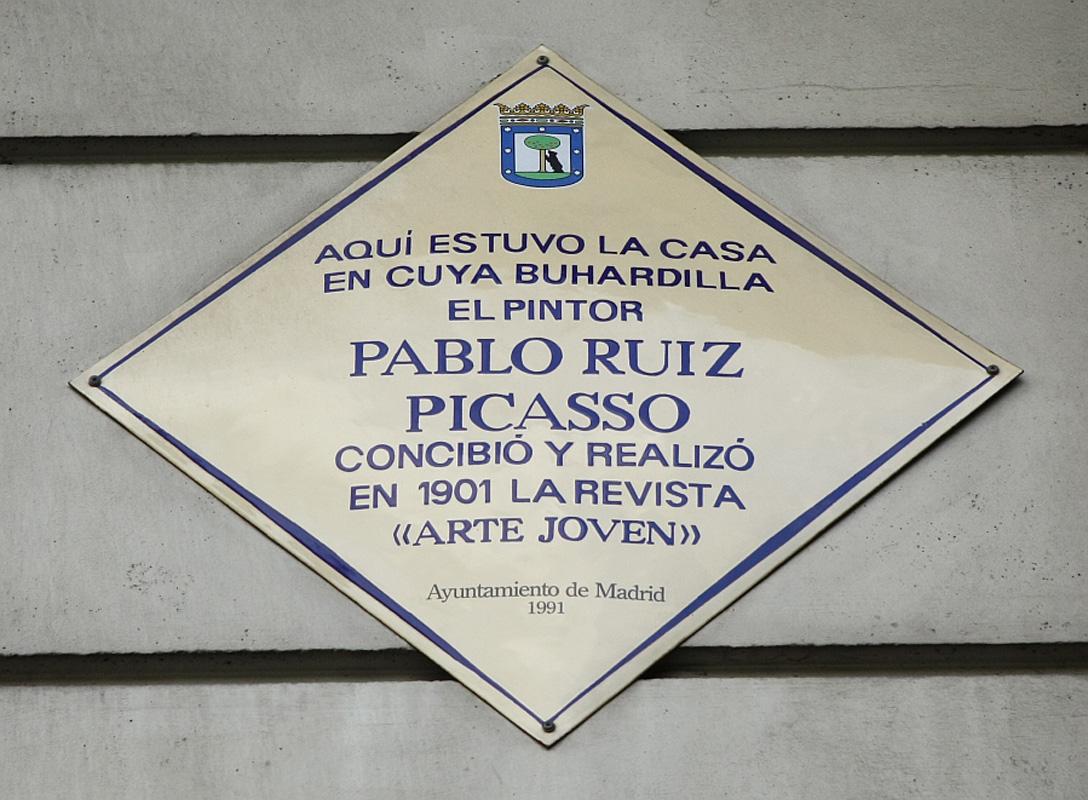 AQUÍ ESTUVO LA CASA
EN CUYA BUHARDILLA
EL PINTOR
PABLO RUIZ
PICASSO
CONCIBIÓ Y REALIZÓ
EN 1901 LA REVISTA
«ARTE JOVEN»
Ayuntamiento de Madrid
1991